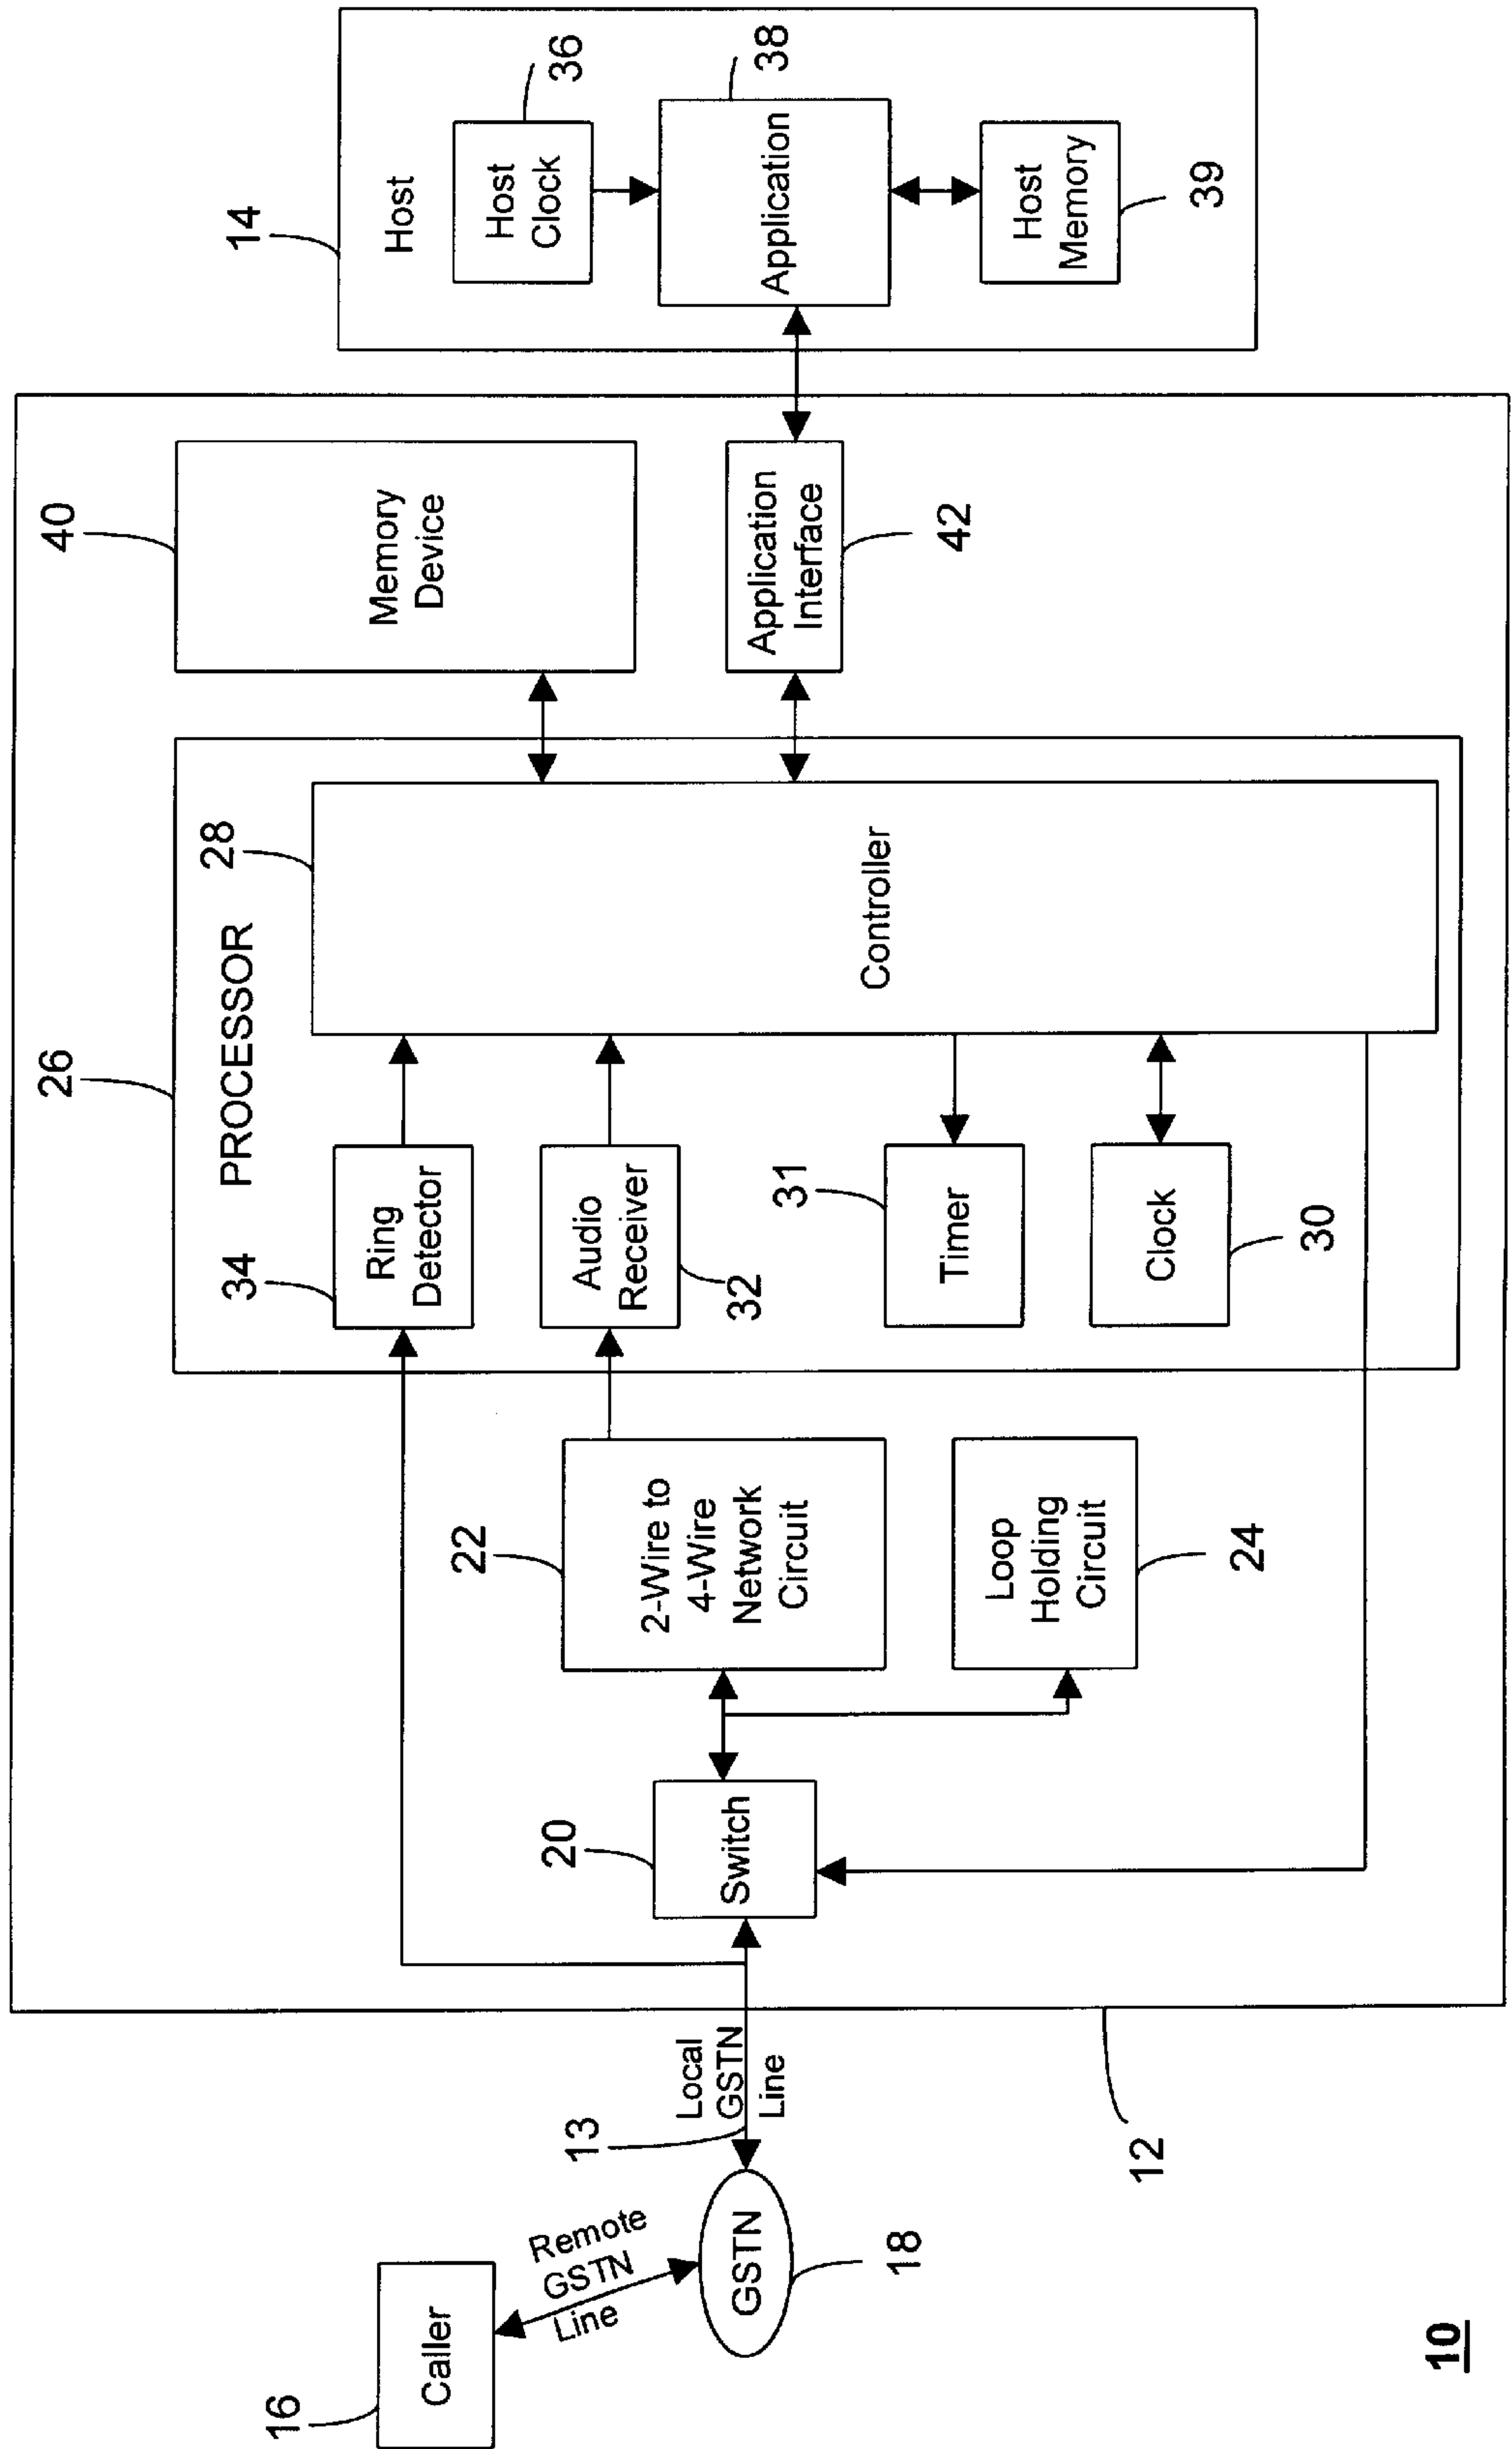 16
Caller
Remote
GSTN
Line
GSTN
18
13
Local
GSTN
Line
12
20
Switch
22
2-Wire to
4-Wire
Network
Circuit
Loop
Holding
Circuit
24
26
PROCESSOR
34
Ring
Detector
Audio
Receiver
32
31
Timer
Clock
30
28
Controller
40
Memory
Device
Application
Interface
42
14
Host
Host
Clock
36
Application
38
Host
Memory
39
10